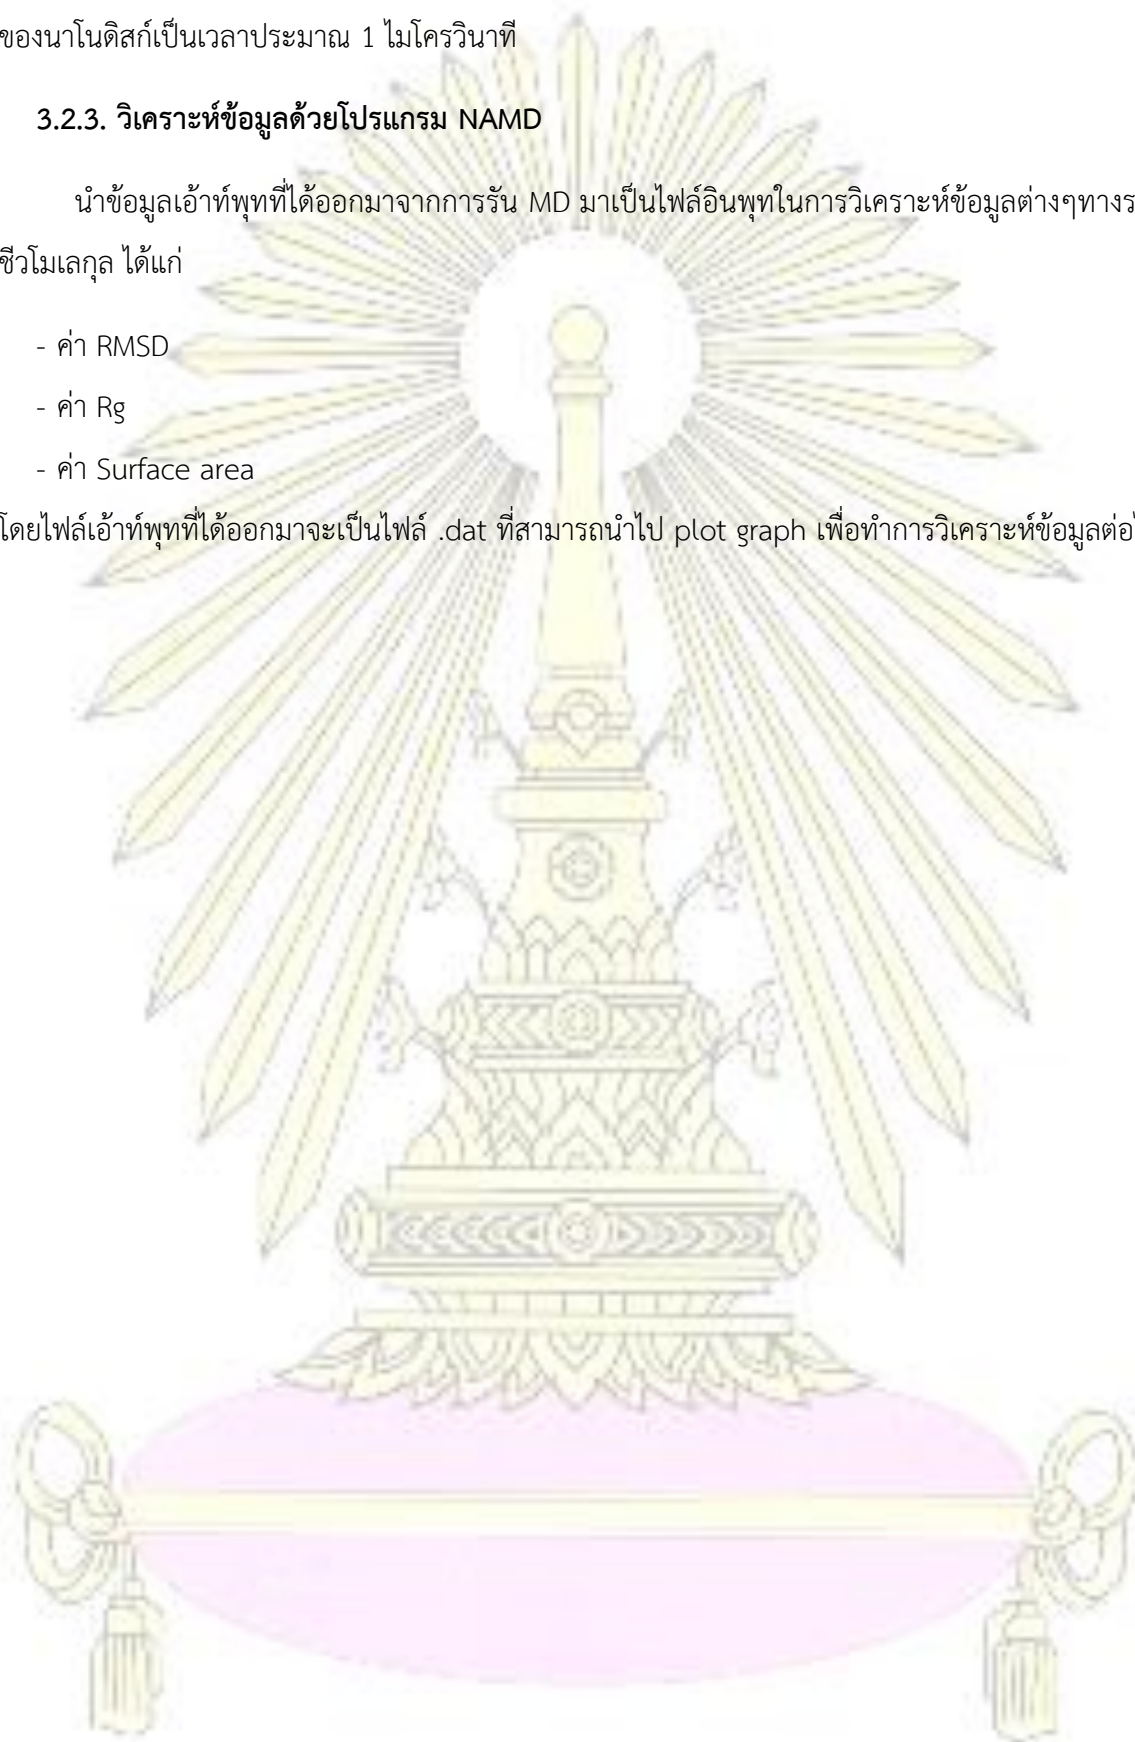 ของนาโนดิสก์เป็นเวลาประมาณ 1 ไมโครวินาที
3.2.3. วิเคราะห์ข้อมูลด้วยโปรแกรม NAMD
นำข้อมูลเอ้าท์พุทที่ได้ออกมาจากการรัน MD มาเป็นไฟล์อินพุทในการวิเคราะห์ข้อมูลต่างๆทาง
ชีวโมเลกุล ได้แก่
- ค่า RMSD
- ค่า Rg
- ค่า Surface area
โดยไฟล์เอ้าท์พุทที่ได้ออกมาจะเป็นไฟล์ .dat ที่สามารถนำไป plot graph เพื่อทำการวิเคราะห์ข้อมูลต่อ